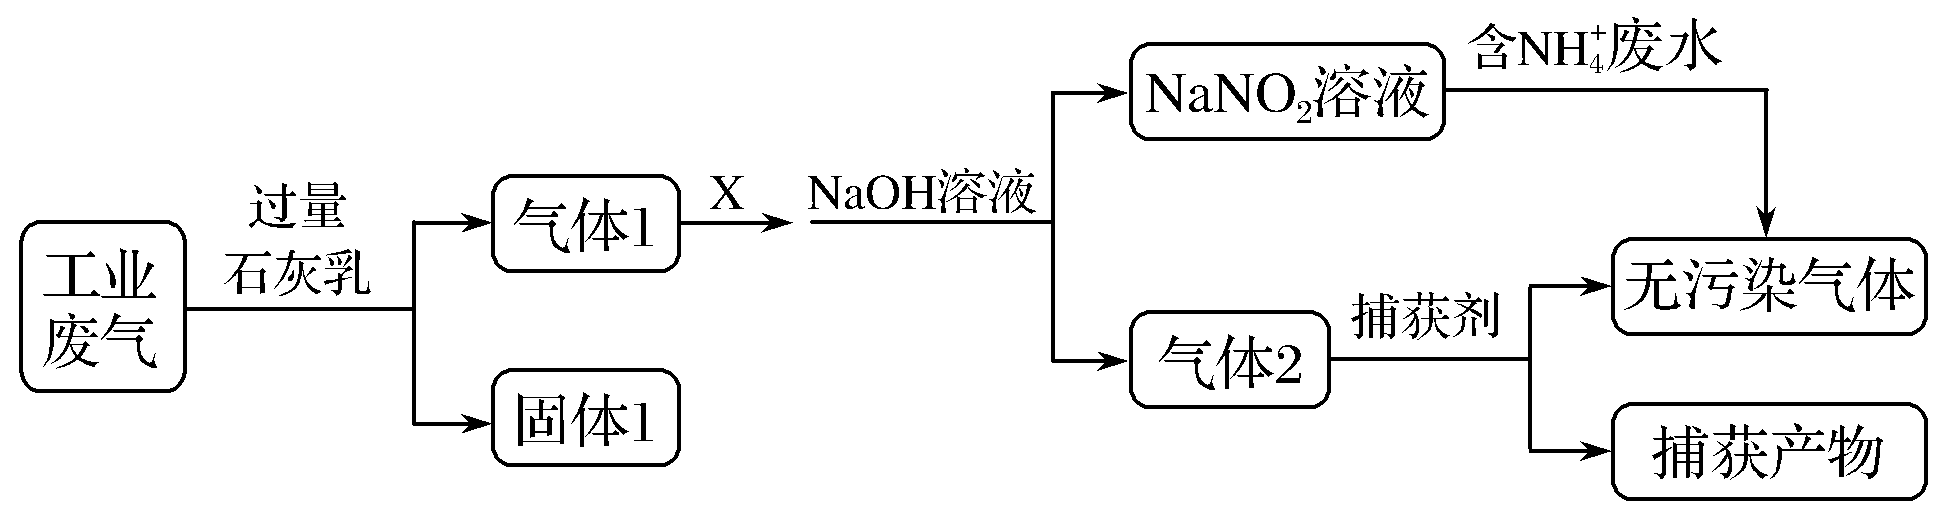 工业
废气
过量
石灰乳
气体1
固体1
X
NaOH溶液
NaNO₂溶液
气体2
含NH₄⁺废水
捕获剂
无污染气体
捕获产物